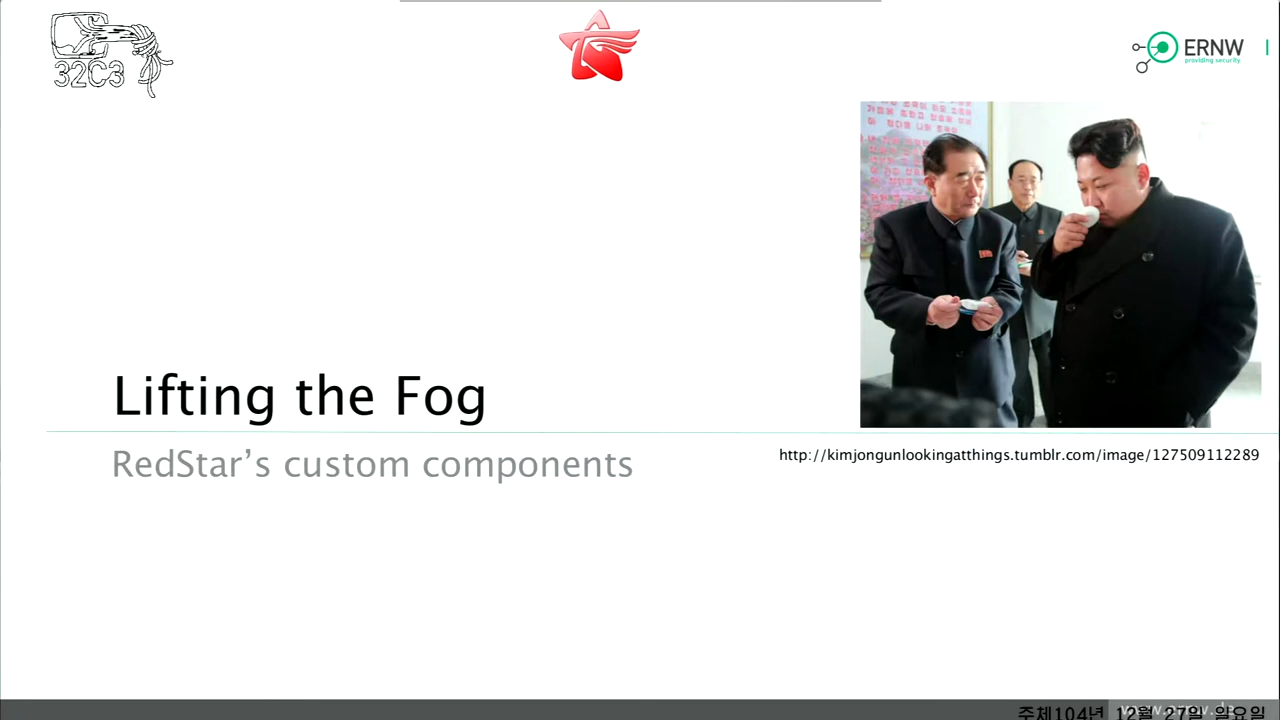 32C3
ERNW
providing security.
Lifting the Fog
RedStar’s custom components
http://kimjongunlookingatthings.tumblr.com/image/127509112289
주체104년 12월 27일 일요일